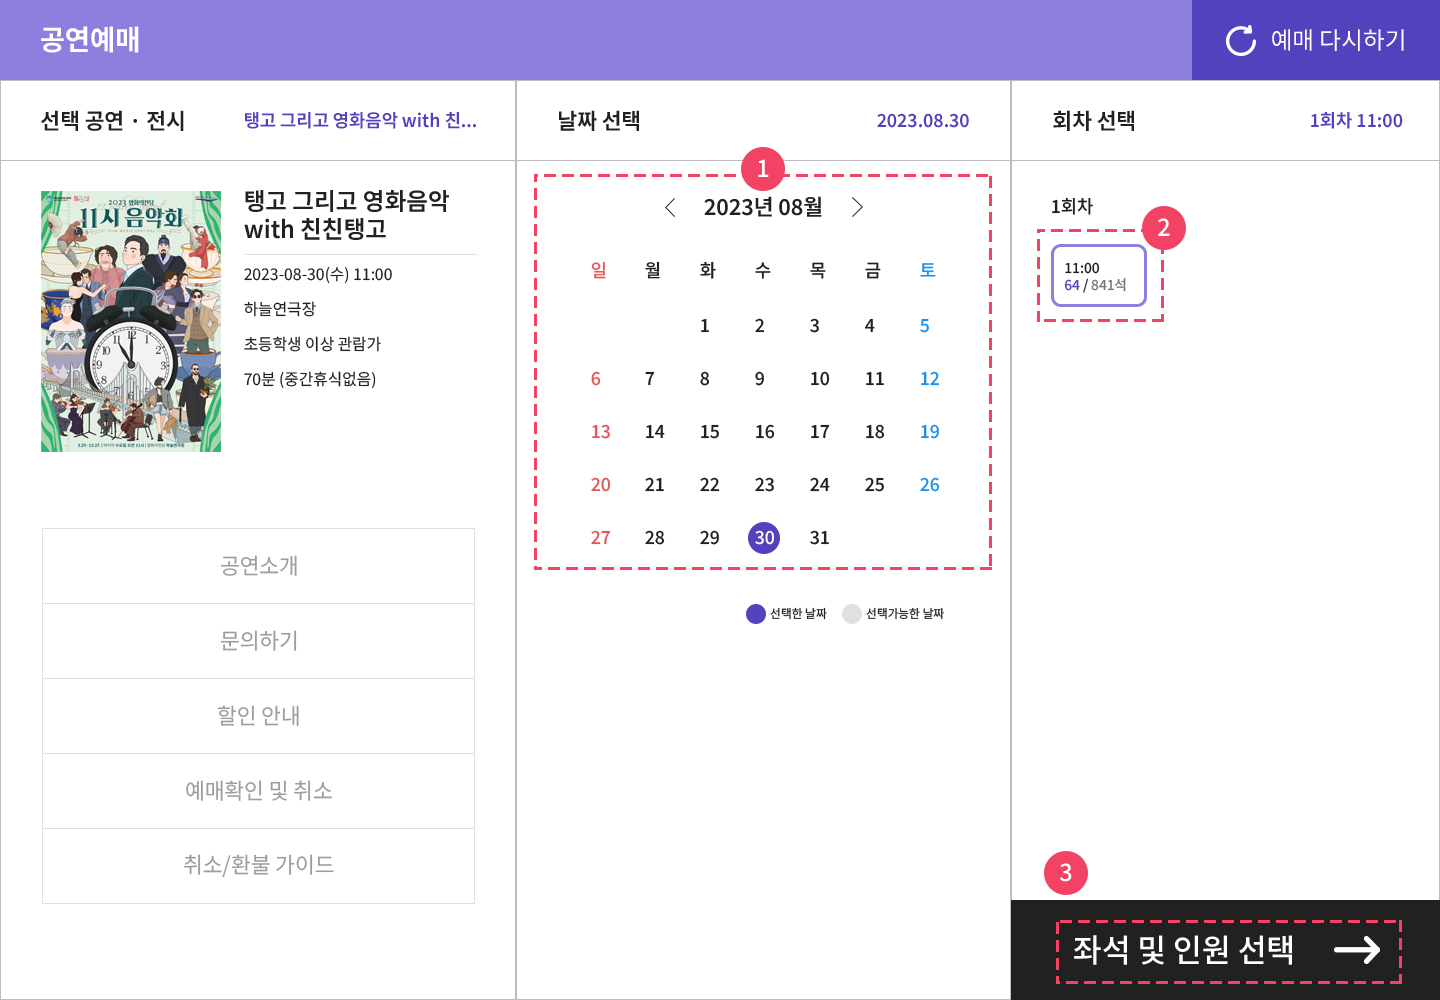 공연예매
예매 다시하기
선택 공연 · 전시
탱고 그리고 영화음악 with 친...
날짜 선택
2023.08.30
회차 선택
1회차 11:00
2023 영화의전당
11시 음악회
탱고 그리고 영화음악
with 친친탱고
2023-08-30(수) 11:00
하늘연극장
초등학생 이상 관람가
70분 (중간휴식없음)
공연소개
문의하기
할인 안내
예매확인 및 취소
취소/환불 가이드
1
2023년 08월
일 월 화 수 목 금 토
1 2 3 4 5
6 7 8 9 10 11 12
13 14 15 16 17 18 19
20 21 22 23 24 25 26
27 28 29 30 31
선택한 날짜 선택가능한 날짜
1회차
2
11:00
64 / 841석
3
좌석 및 인원 선택